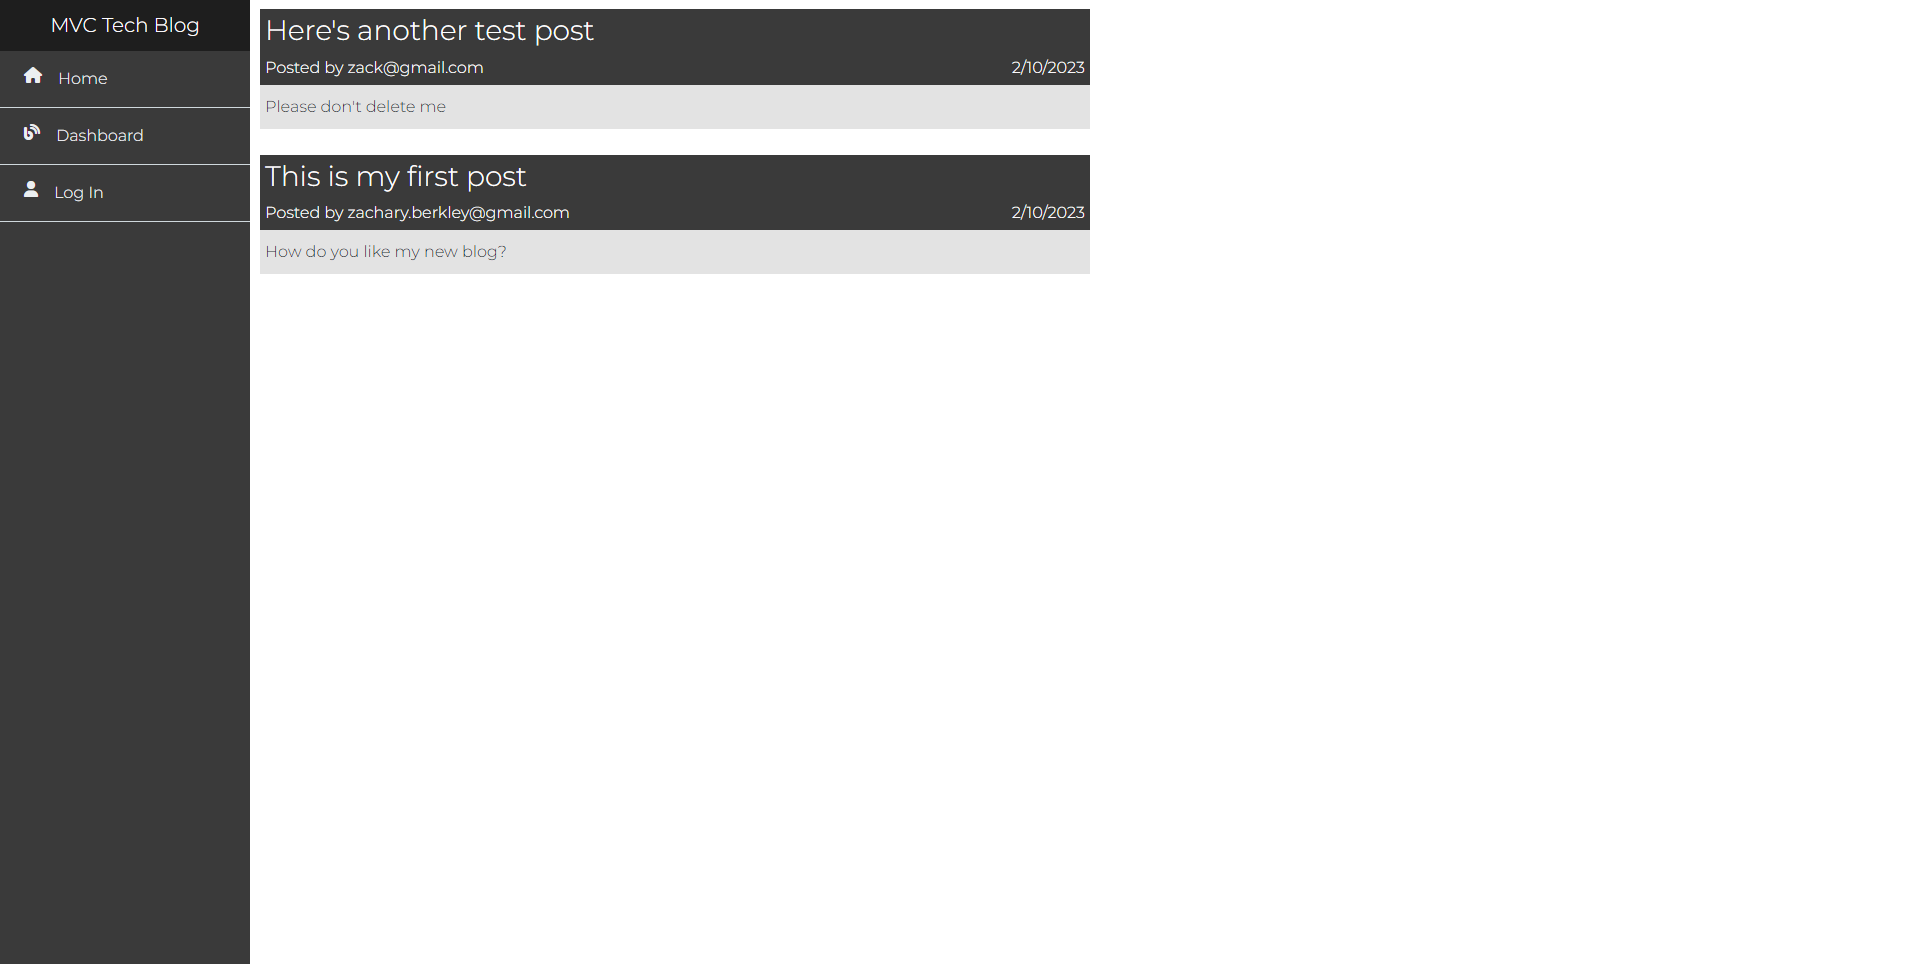 MVC Tech Blog
Home
Dashboard
Log In
Here's another test post
Posted by zack@gmail.com 2/10/2023
Please don't delete me
This is my first post
Posted by zachary.berkley@gmail.com 2/10/2023
How do you like my new blog?